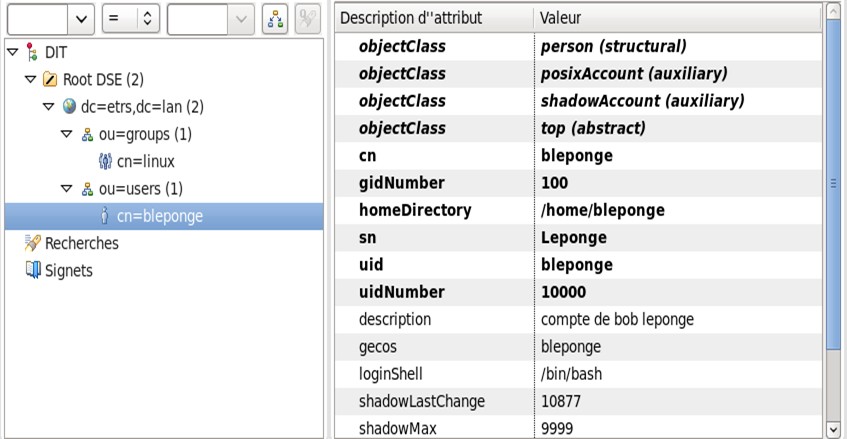 =
DIT
Root DSE (2)
dc=etrs,dc=lan (2)
ou=groups (1)
cn=linux
ou=users (1)
cn=bleponge
Recherches
Signets
Description d''attribut Valeur
objectClass person (structural)
objectClass posixAccount (auxiliary)
objectClass shadowAccount (auxiliary)
objectClass top (abstract)
cn bleponge
gidNumber 100
homeDirectory /home/bleponge
sn Leponge
uid bleponge
uidNumber 10000
description compte de bob leponge
gecos bleponge
loginShell /bin/bash
shadowLastChange 10877
shadowMax 9999